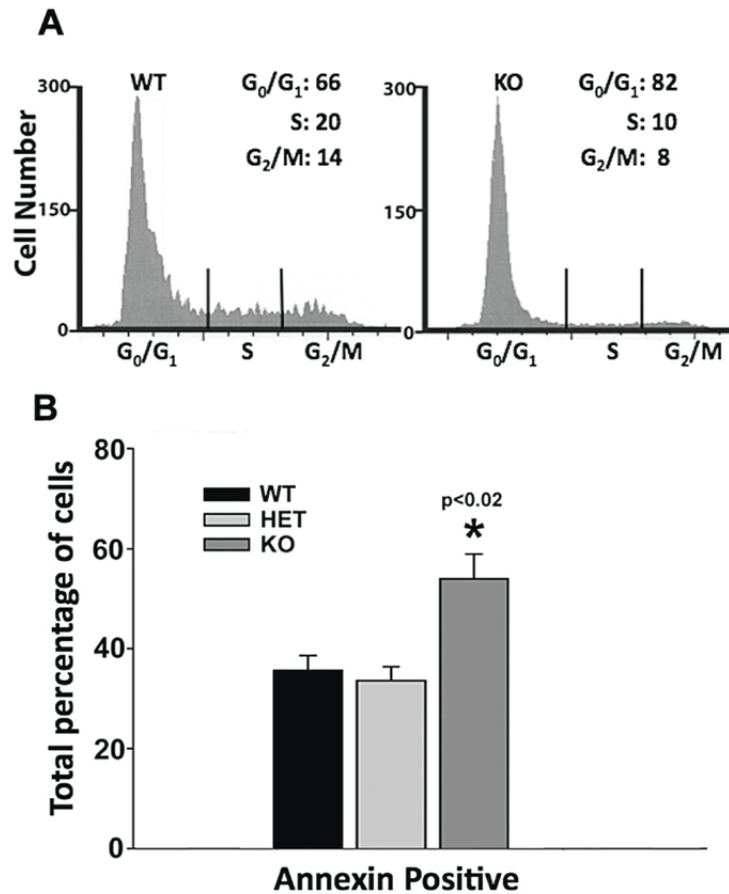 A
WT
G₀/G₁: 66
S: 20
G₂/M: 14
KO
G₀/G₁: 82
S: 10
G₂/M: 8
Cell Number
300
150
0
G₀/G₁ S G₂/M
300
150
0
G₀/G₁ S G₂/M
B
Total percentage of cells
80
60
40
20
0
WT
HET
KO
p<0.02
*
Annexin Positive